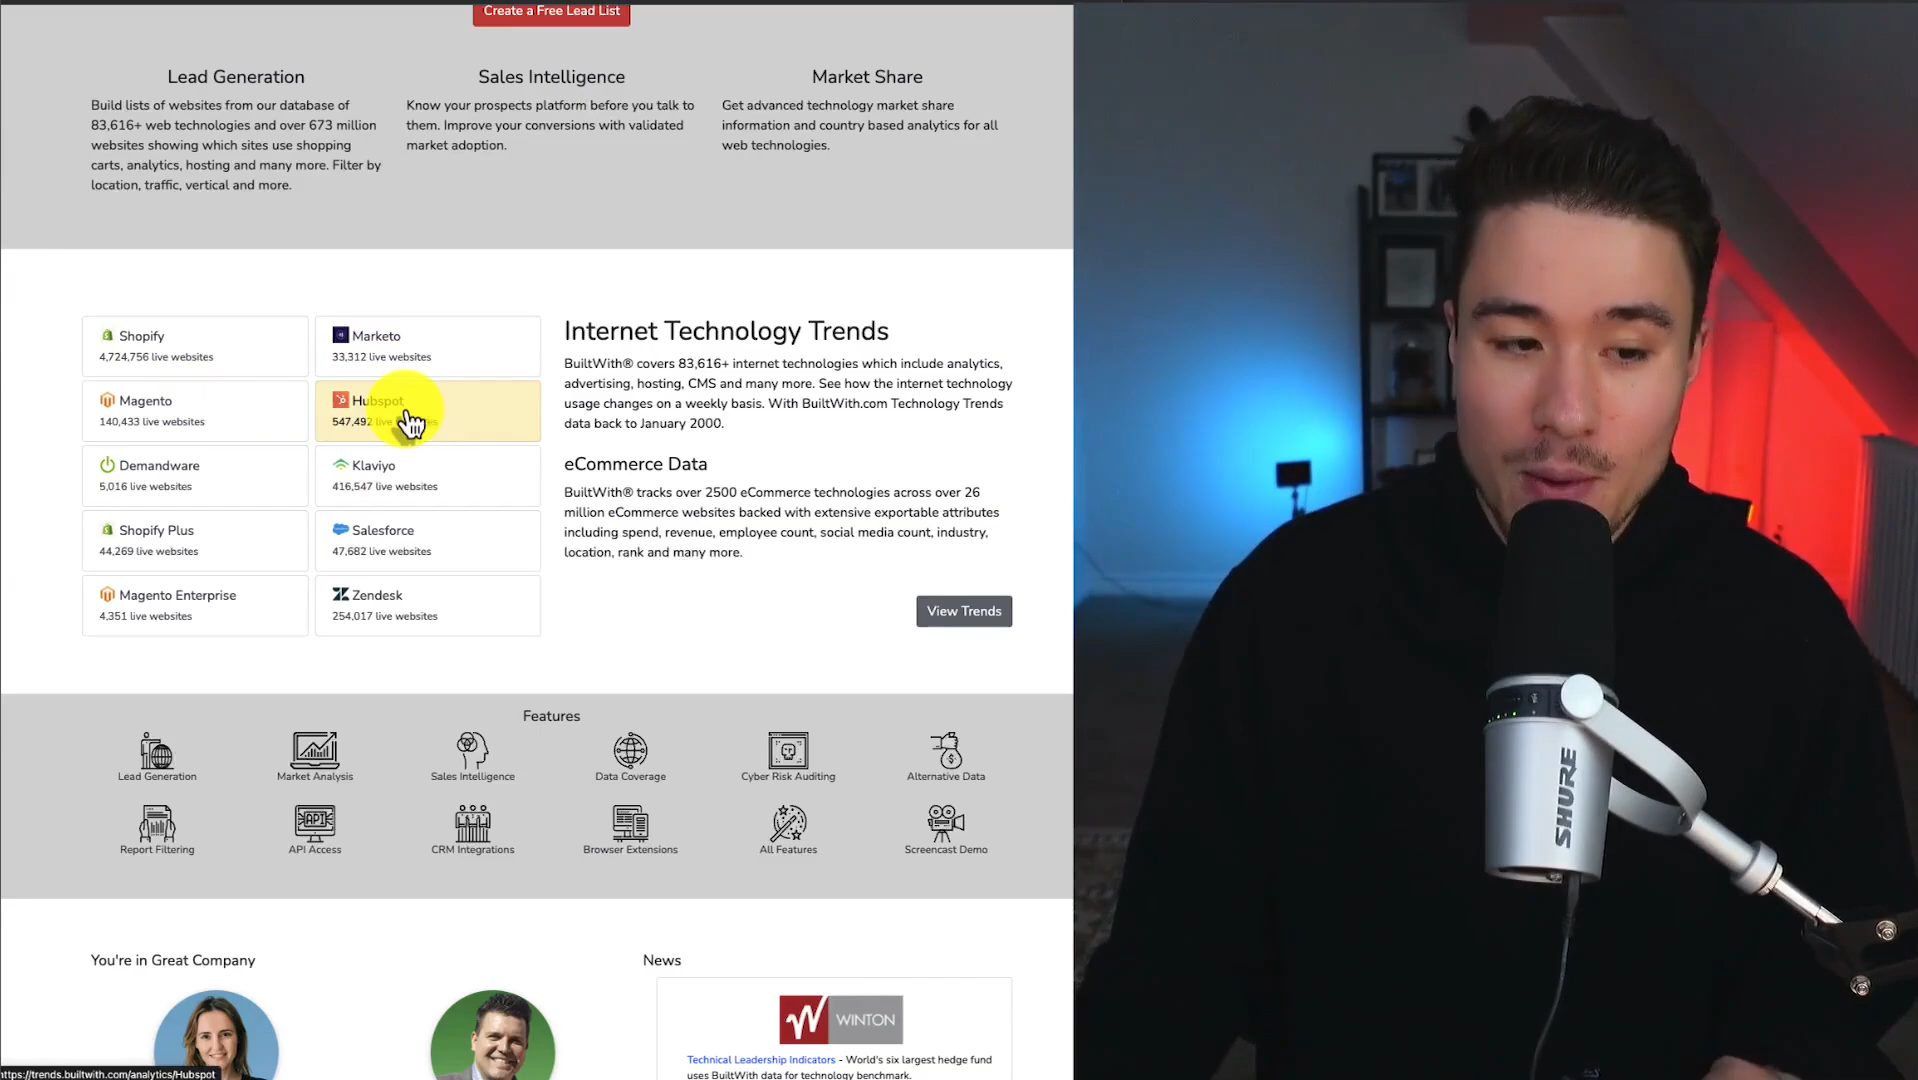 Create a Free Lead List
Lead Generation
Build lists of websites from our database of
83,616+ web technologies and over 673 million
websites showing which sites use shopping
carts, analytics, hosting and many more. Filter by
location, traffic, vertical and more.
Sales Intelligence
Know your prospects platform before you talk to
them. Improve your conversions with validated
market adoption.
Market Share
Get advanced technology market share
information and country based analytics for all
web technologies.
Shopify
4,724,756 live websites
Marketo
33,312 live websites
Magento
140,433 live websites
Hubspot
547,492 live websites
Demandware
5,016 live websites
Klaviyo
416,547 live websites
Shopify Plus
44,269 live websites
Salesforce
47,682 live websites
Magento Enterprise
4,351 live websites
Zendesk
254,017 live websites
Internet Technology Trends
BuiltWith® covers 83,616+ internet technologies which include analytics,
advertising, hosting, CMS and many more. See how the internet technology
usage changes on a weekly basis. With BuiltWith.com Technology Trends
data back to January 2000.
eCommerce Data
BuiltWith® tracks over 2500 eCommerce technologies across over 26
million eCommerce websites backed with extensive exportable attributes
including spend, revenue, employee count, social media count, industry,
location, rank and many more.
View Trends
Features
Lead Generation
Market Analysis
Sales Intelligence
Data Coverage
Cyber Risk Auditing
Alternative Data
Report Filtering
API
API Access
CRM Integrations
Browser Extensions
All Features
Screencast Demo
You're in Great Company
News
WINTON
Technical Leadership Indicators - World's six largest hedge fund
uses BuiltWith data for technology benchmark.
https://trends.builtwith.com/analytics/Hubspot
SHURE